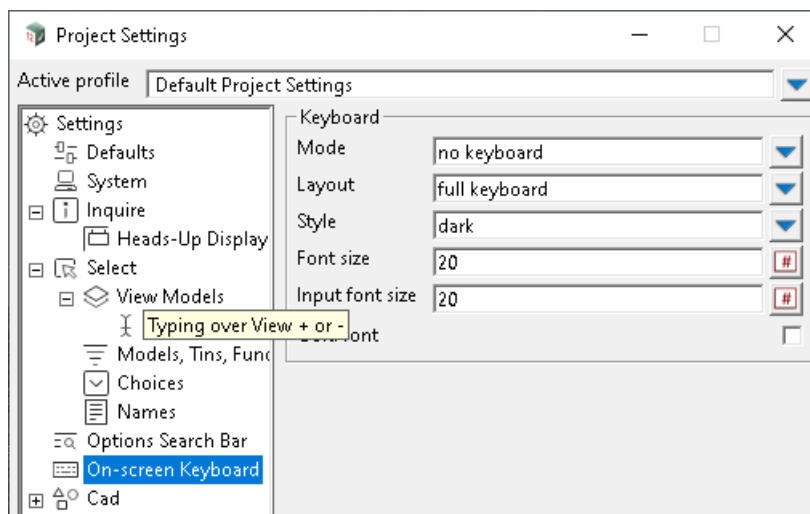 Project Settings
Active profile Default Project Settings
Settings
Defaults
System
Inquire
Heads-Up Display
Select
View Models
Typing over View + or -
Models, Tins, Func
Choices
Names
Options Search Bar
On-screen Keyboard
Cad
Keyboard
Mode no keyboard
Layout full keyboard
Style dark
Font size 20
Input font size 20
font